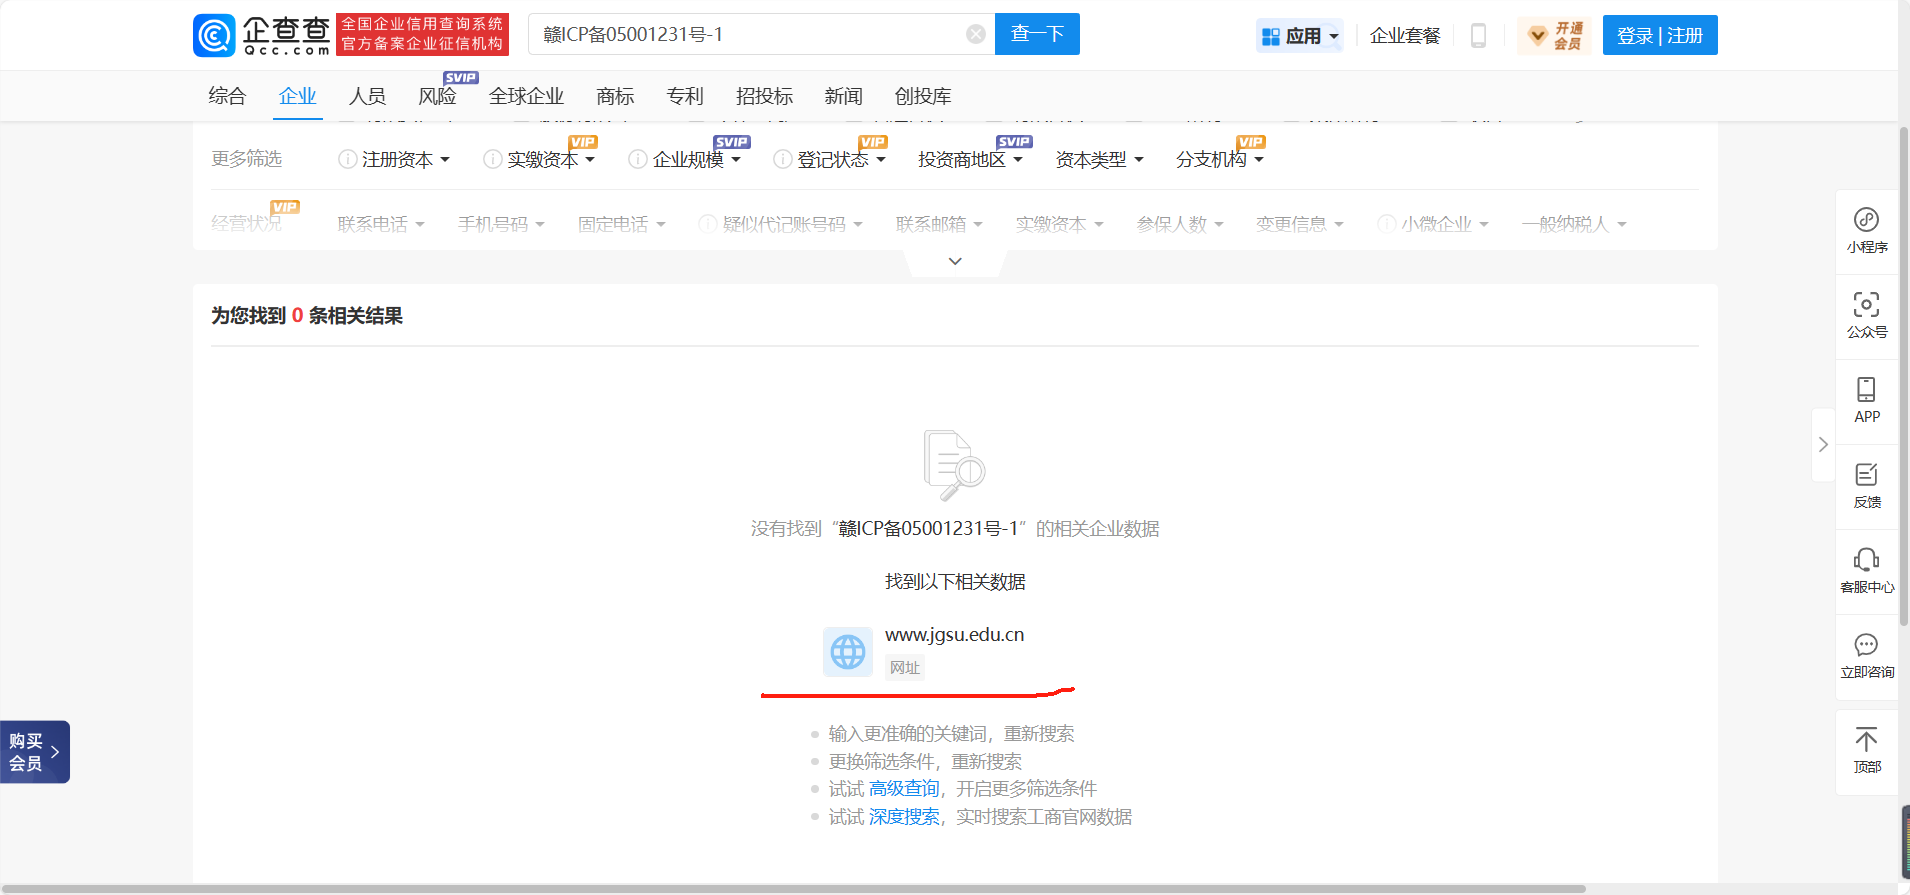 企查查
Qcc.com
全国企业信用查询系统
官方备案企业征信机构
赣ICP备05001231号-1
查一下
应用
企业套餐
开通
会员
登录 | 注册
综合
企业
人员
风险
SVIP
全球企业
商标
专利
招投标
新闻
创投库
更多筛选
注册资本
实缴资本
VIP
企业规模
SVIP
登记状态
VIP
投资商地区
SVIP
资本类型
分支机构
VIP
经营状况
VIP
联系电话
手机号码
固定电话
疑似代记账号码
联系邮箱
实缴资本
参保人数
变更信息
小微企业
一般纳税人
为您找到 0 条相关结果
没有找到“赣ICP备05001231号-1”的相关企业数据
找到以下相关数据
www.jgsu.edu.cn
网址
输入更准确的关键词，重新搜索
更换筛选条件，重新搜索
试试 高级查询，开启更多筛选条件
试试 深度搜索，实时搜索工商官网数据
购买
会员
小程序
公众号
APP
反馈
客服中心
立即咨询
顶部